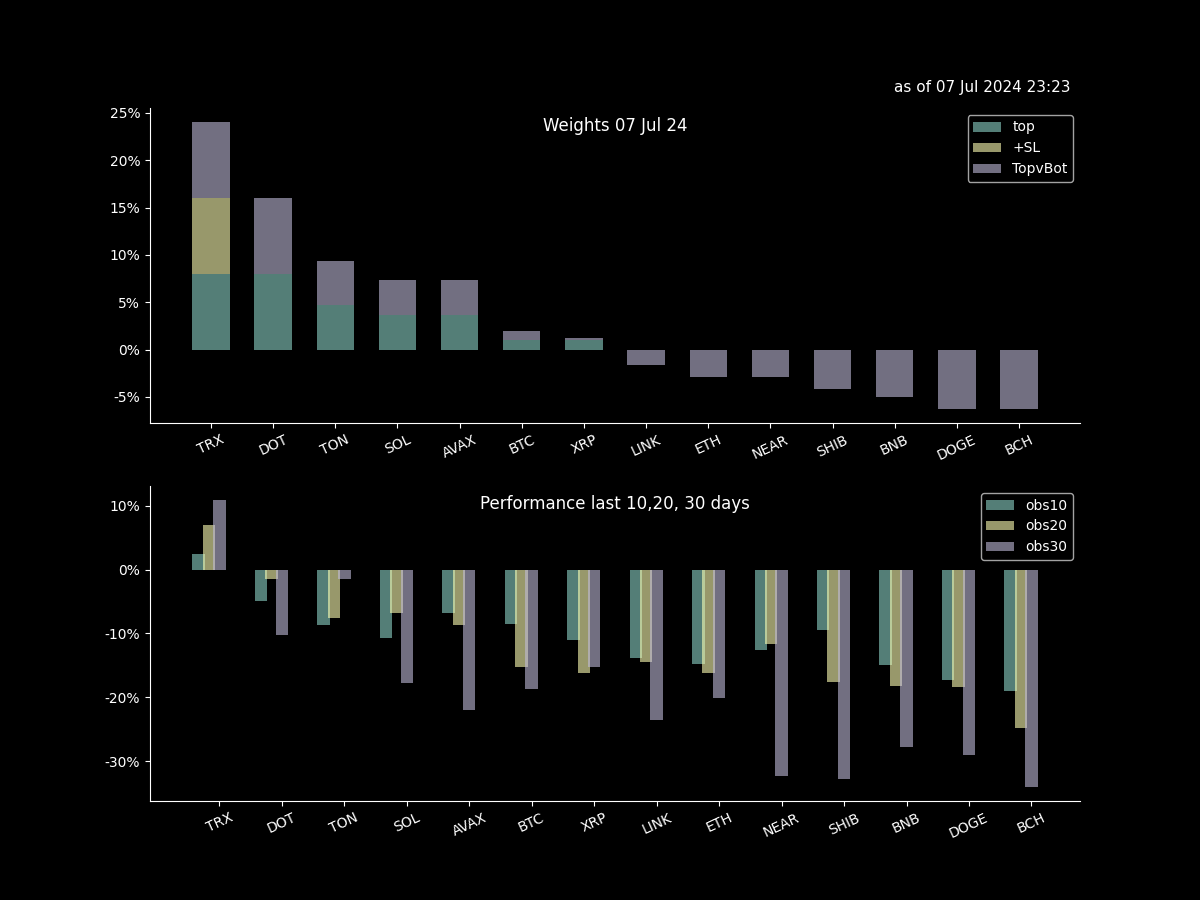 as of 07 Jul 2024 23:23
Weights 07 Jul 24
top
+SL
TopvBot
25%
20%
15%
10%
5%
0%
-5%
TRX DOT TON SOL AVAX BTC XRP LINK ETH NEAR SHIB BNB DOGE BCH
Performance last 10,20, 30 days
obs10
obs20
obs30
10%
0%
-10%
-20%
-30%
TRX DOT TON SOL AVAX BTC XRP LINK ETH NEAR SHIB BNB DOGE BCH